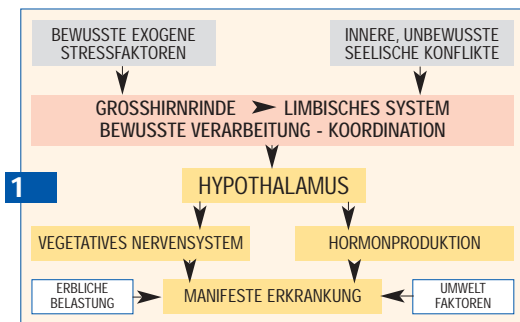 BEWUSSTE EXOGENE
STRESSFAKTOREN
INNERE, UNBEWUSSTE
SEELISCHE KONFLIKTE
GROSSHIRNRINDE LIMBISCHES SYSTEM
BEWUSSTE VERARBEITUNG - KOORDINATION
1
HYPOTHALAMUS
VEGETATIVES NERVENSYSTEM
HORMONPRODUKTION
ERBLICHE
BELASTUNG
MANIFESTE ERKRANKUNG
UMWELT
FAKTOREN